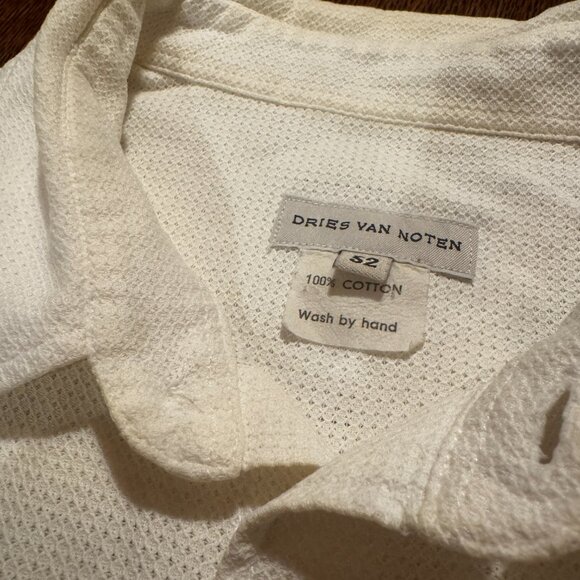 DRIES VAN NOTEN
52
100% COTTON
Wash by hand